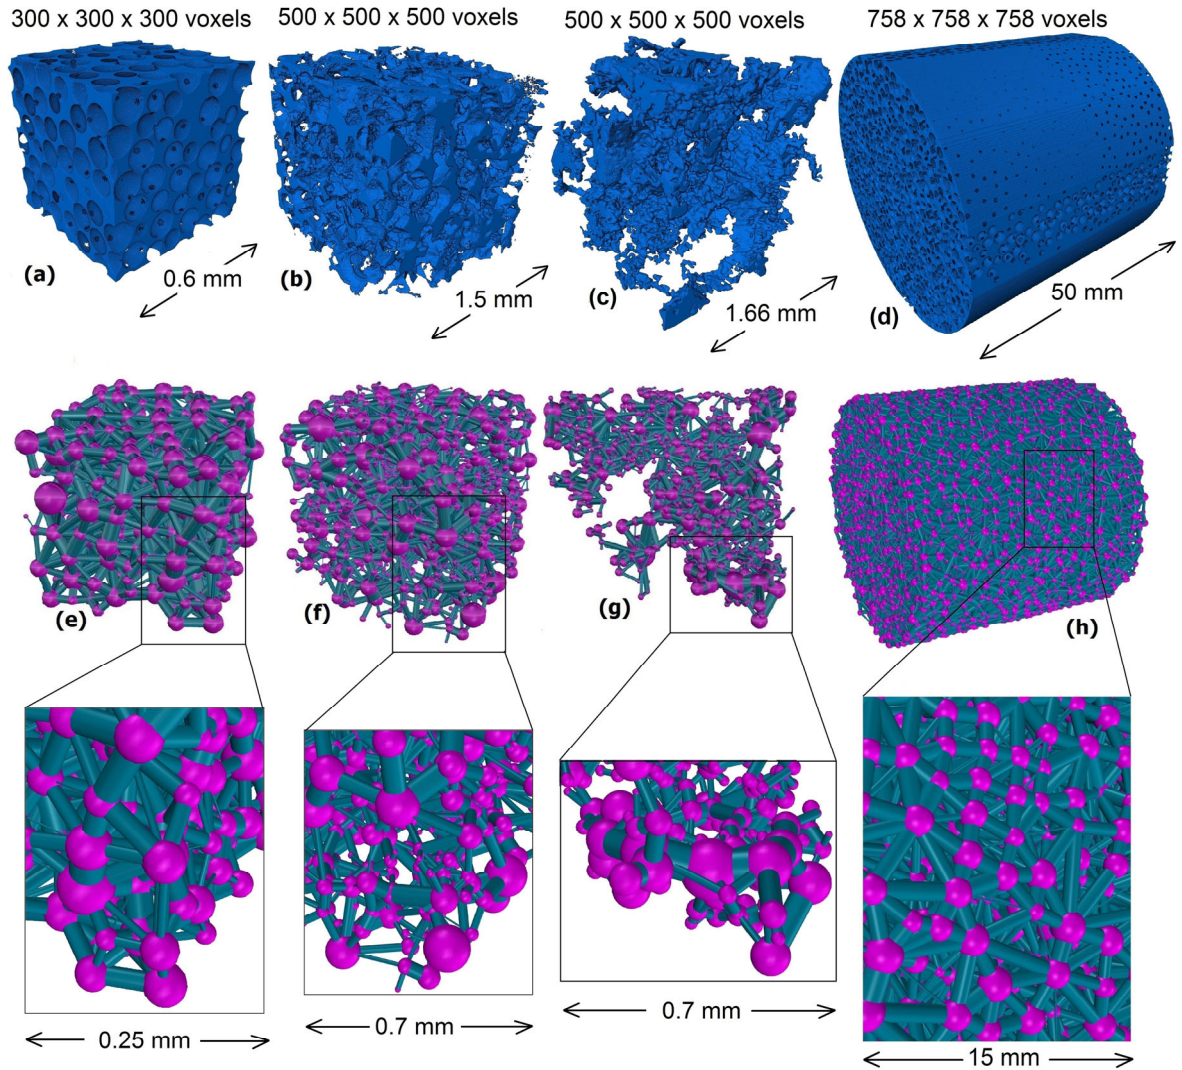 300 x 300 x 300 voxels
500 x 500 x 500 voxels
500 x 500 x 500 voxels
758 x 758 x 758 voxels
(a)
0.6 mm
(b)
1.5 mm
(c)
1.66 mm
(d)
50 mm
(e)
(f)
(g)
(h)
0.25 mm
0.7 mm
0.7 mm
15 mm